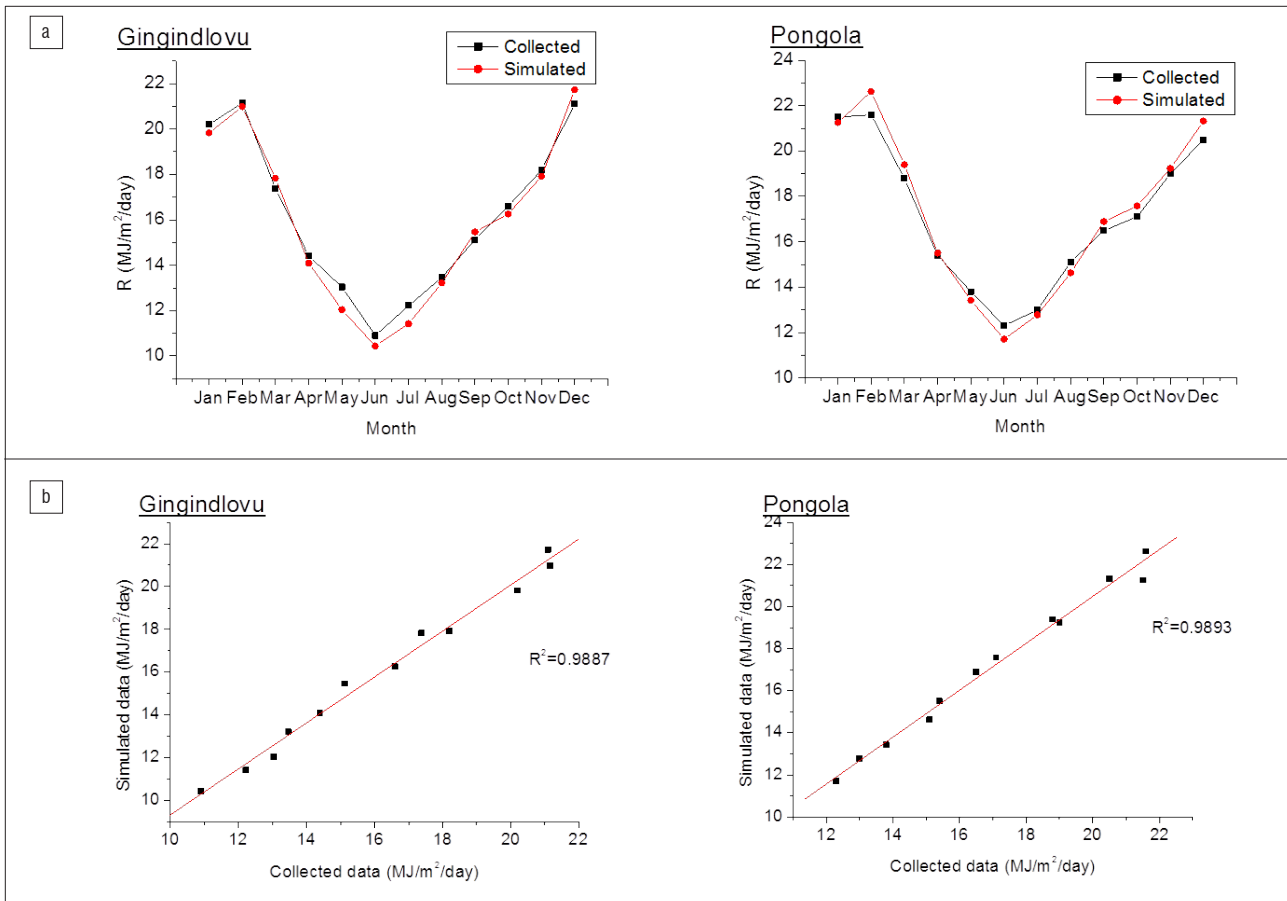 a
Gingindlovu
Collected
Simulated
22
20
18
16
14
12
10
R (MJ/m²/day)
Jan Feb Mar Apr May Jun Jul Aug Sep Oct Nov Dec
Month
Pongola
Collected
Simulated
24
22
20
18
16
14
12
10
R (MJ/m²/day)
Jan Feb Mar Apr May Jun Jul Aug Sep Oct Nov Dec
Month
b
Gingindlovu
22
20
18
16
14
12
10
Simulated data (MJ/m²/day)
R²=0.9887
10 12 14 16 18 20 22
Collected data (MJ/m²/day)
Pongola
24
22
20
18
16
14
12
10
Simulated data (MJ/m²/day)
R²=0.9893
12 14 16 18 20 22
Collected data (MJ/m²/day)